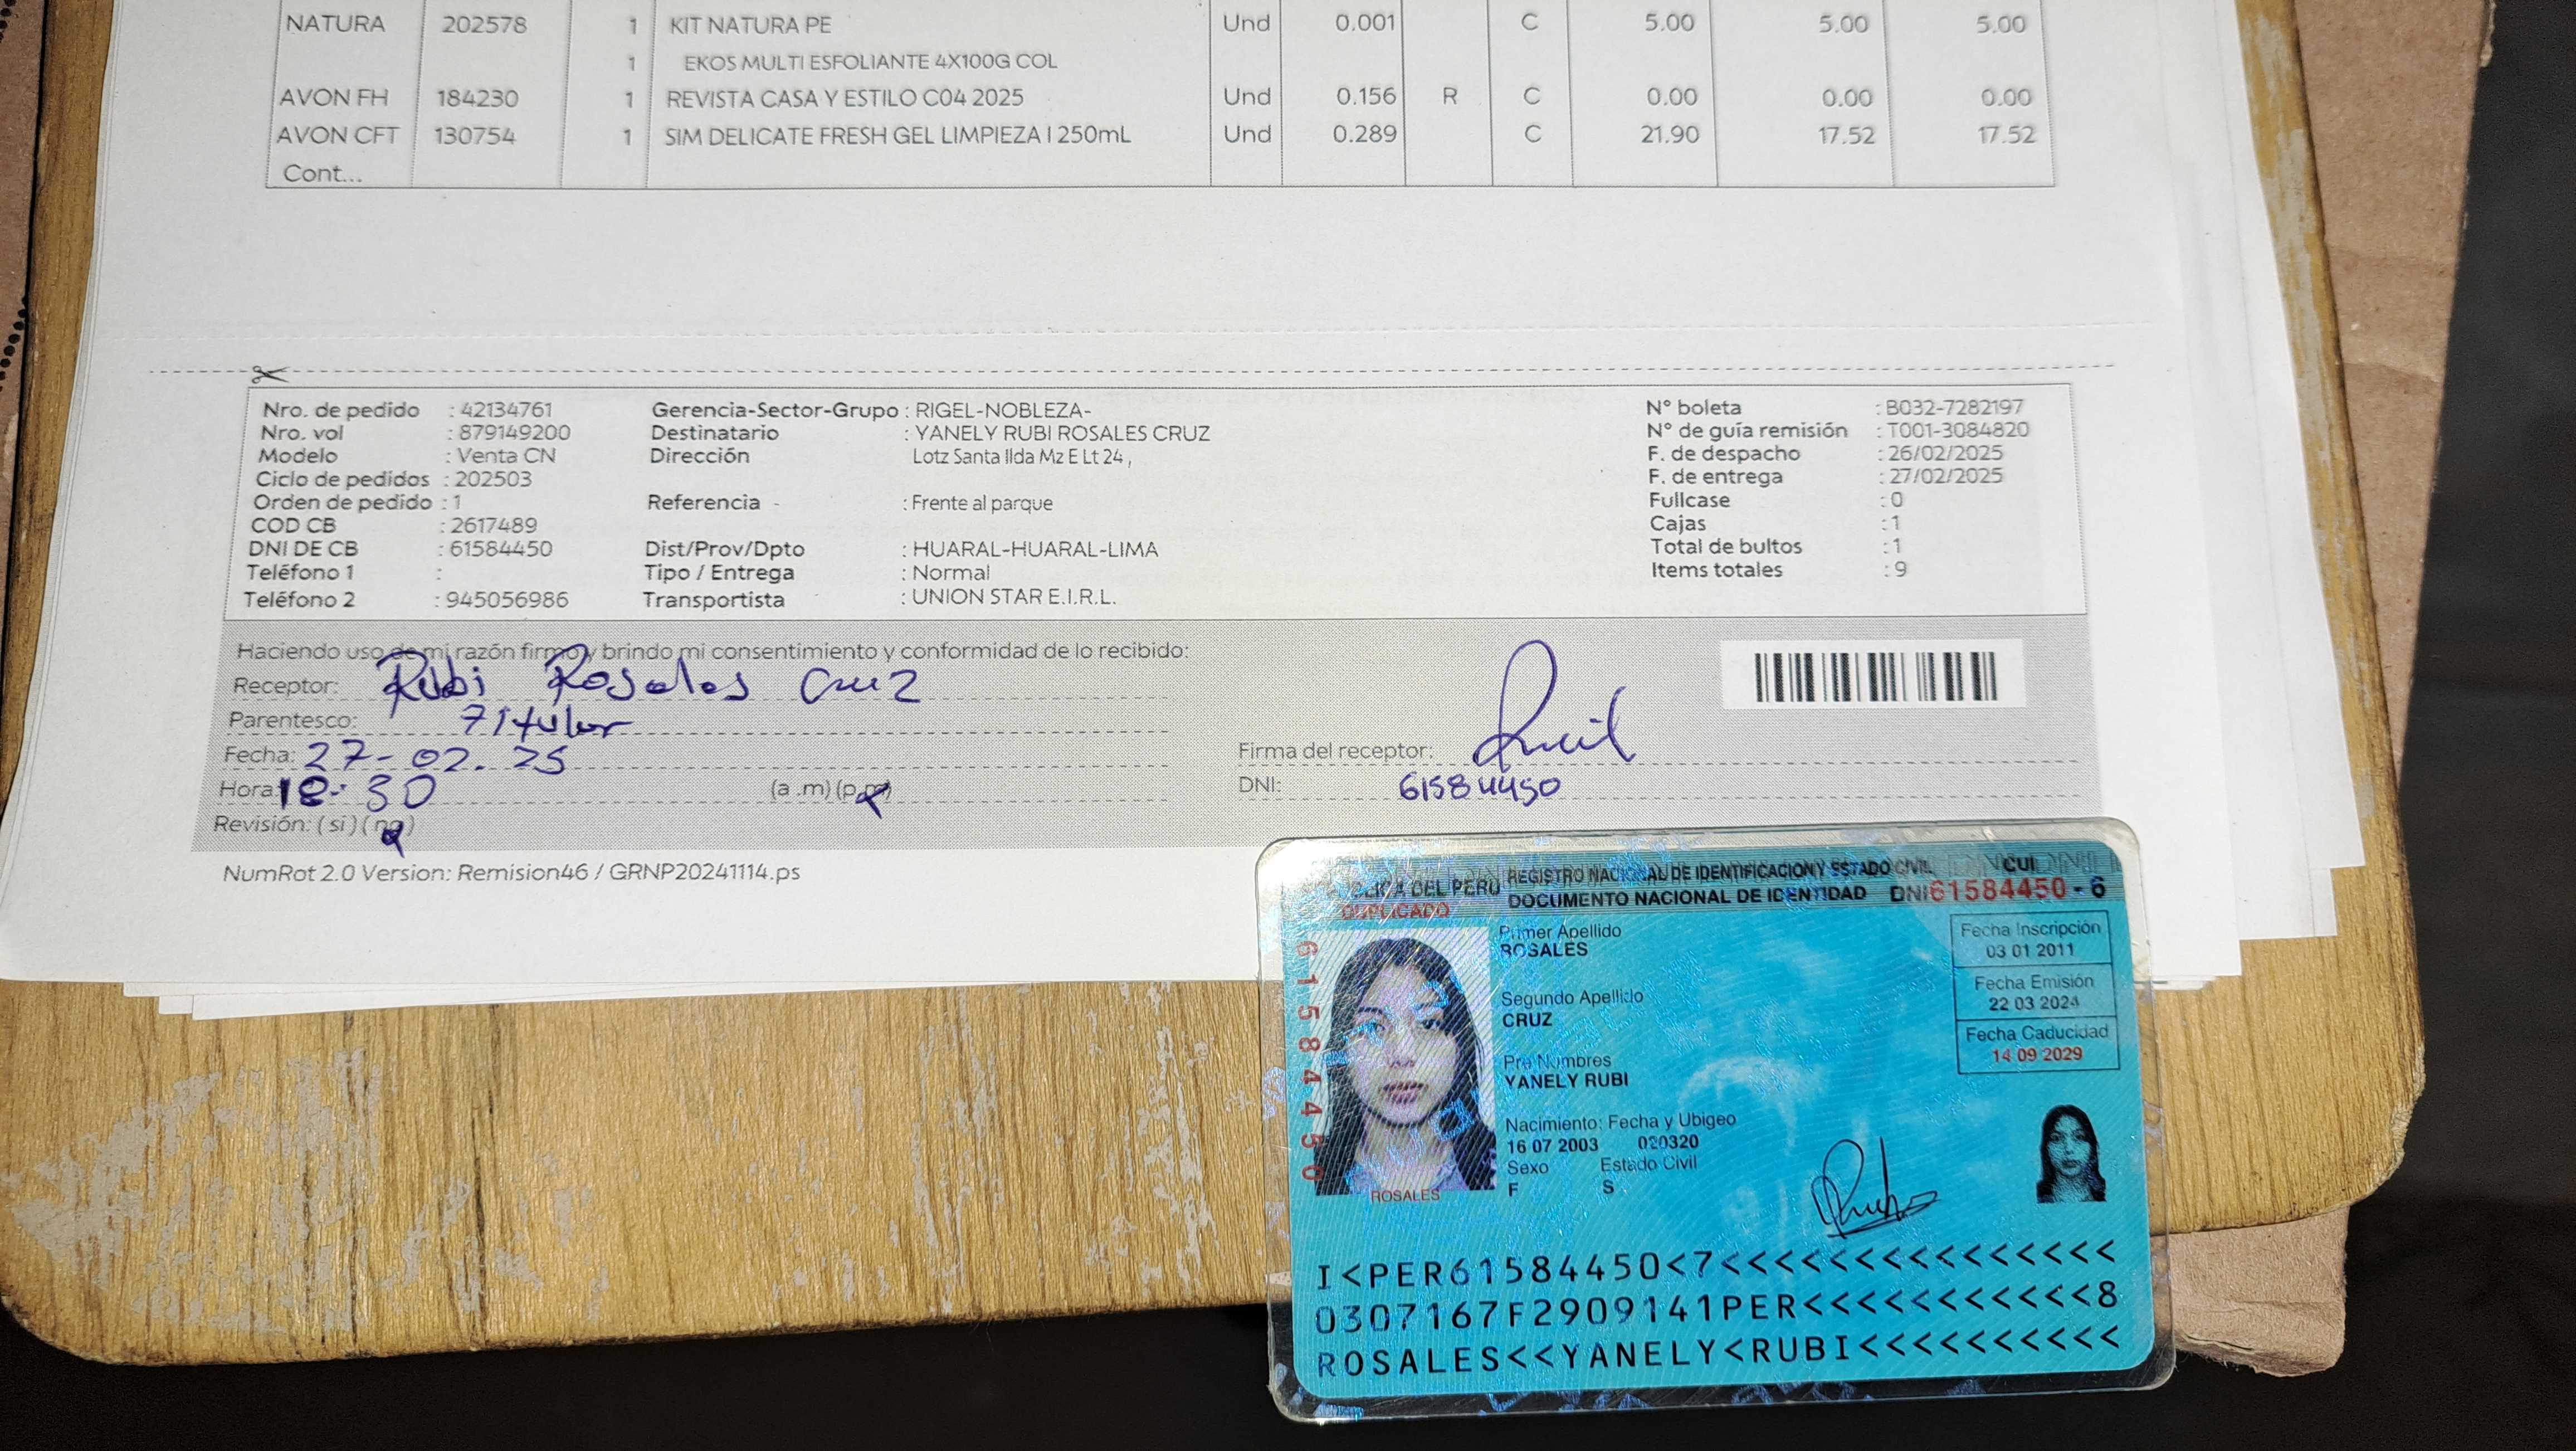 NATURA 202578 1 KIT NATURA PE Und 0.001 C 5.00 5.00 5.00
1 EKOS MULTI ESFOLIANTE 4X100G COL
AVON FH 184230 1 REVISTA CASA Y ESTILO C04 2025 Und 0.156 R C 0.00 0.00 0.00
AVON CFT 130754 1 SIM DELICATE FRESH GEL LIMPIEZA I 250mL Und 0.289 C 21.90 17.52 17.52
Cont...
Nro. de pedido : 42134761 Gerencia-Sector-Grupo : RIGEL-NOBLEZA- N° boleta : B032-7282197
Nro. vol : 879149200 Destinatario : YANELY RUBI ROSALES CRUZ N° de guía remisión : T001-3084820
Modelo : Venta CN Dirección Lotz Santa Ilda Mz E Lt 24 , F. de despacho : 26/02/2025
Ciclo de pedidos : 202503 F. de entrega : 27/02/2025
Orden de pedido : 1 Referencia - : Frente al parque Fullcase : 0
COD CB : 2617489 Cajas : 1
DNI DE CB : 61584450 Dist/Prov/Dpto : HUARAL-HUARAL-LIMA Total de bultos : 1
Teléfono 1 : Tipo / Entrega : Normal Items totales : 9
Teléfono 2 : 945056986 Transportista : UNION STAR E.I.R.L.
Haciendo uso de mi razón firmo y brindo mi consentimiento y conformidad de lo recibido:
Receptor: Rubi Rosales Cruz
Parentesco: Titular
Fecha: 27-02.25 Firma del receptor:
Hora: 30 (a .m) (p.m) DNI: 61584450
Revisión: ( si ) ( no )
NumRot 2.0 Version: Remision46 / GRNP20241114.ps
DEL PERÚ REGISTRO NACIONAL DE IDENTIFICACION Y ESTADO CIVIL CUI
DUPLICADO DOCUMENTO NACIONAL DE IDENTIDAD DNI 61584450 - 6
61584450
Primer Apellido
ROSALES
Segundo Apellido
CRUZ
Pre Nombres
YANELY RUBI
Nacimiento: Fecha y Ubigeo
16 07 2003 020320
Sexo Estado Civil
F S
ROSALES
Fecha Inscripción
03 01 2011
Fecha Emisión
22 03 2024
Fecha Caducidad
14 09 2029
I<PER61584450<7<<<<<<<<<<<<<<<
0307167F2909141PER<<<<<<<<<<<8
ROSALES<<YANELY<RUBI<<<<<<<<<<